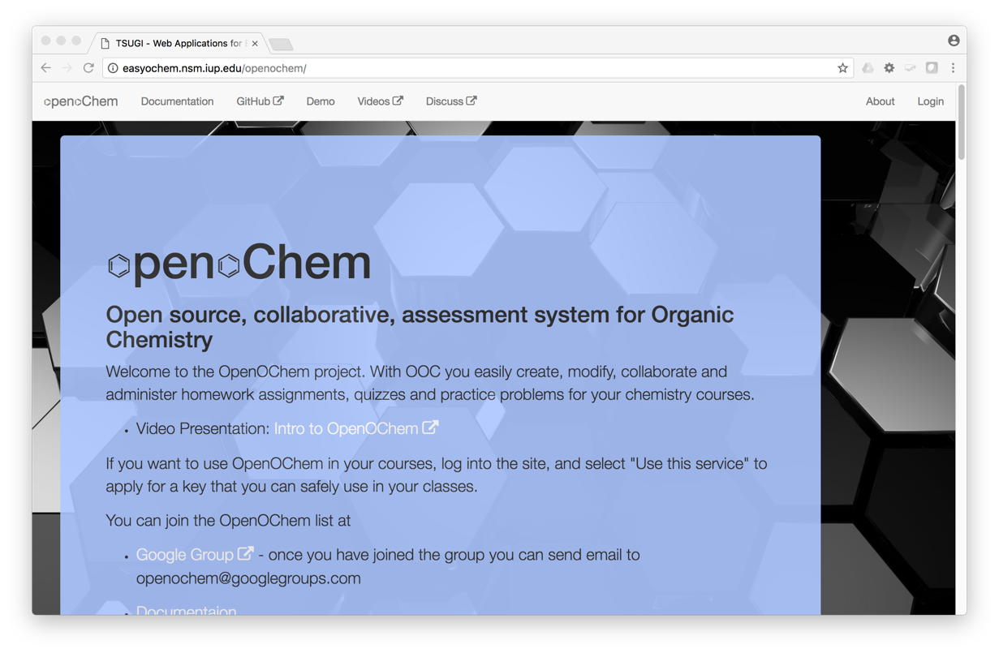 TSUGI - Web Applications for
easyochem.nsm.iup.edu/openochem/
⌬pen⌬Chem Documentation GitHub Demo Videos Discuss About Login
⌬pen⌬Chem
Open source, collaborative, assessment system for Organic
Chemistry
Welcome to the OpenOChem project. With OOC you easily create, modify, collaborate and
administer homework assignments, quizzes and practice problems for your chemistry courses.
• Video Presentation: Intro to OpenOChem
If you want to use OpenOChem in your courses, log into the site, and select "Use this service" to
apply for a key that you can safely use in your classes.
You can join the OpenOChem list at
• Google Group - once you have joined the group you can send email to
openochem@googlegroups.com
• Documentaion